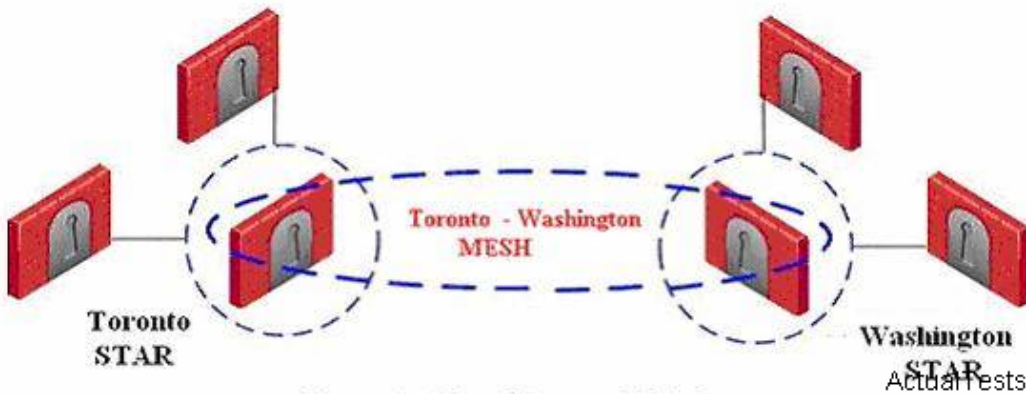 Toronto - Washington
MESH
Toronto
STAR
Washington
STAR
ActualTests